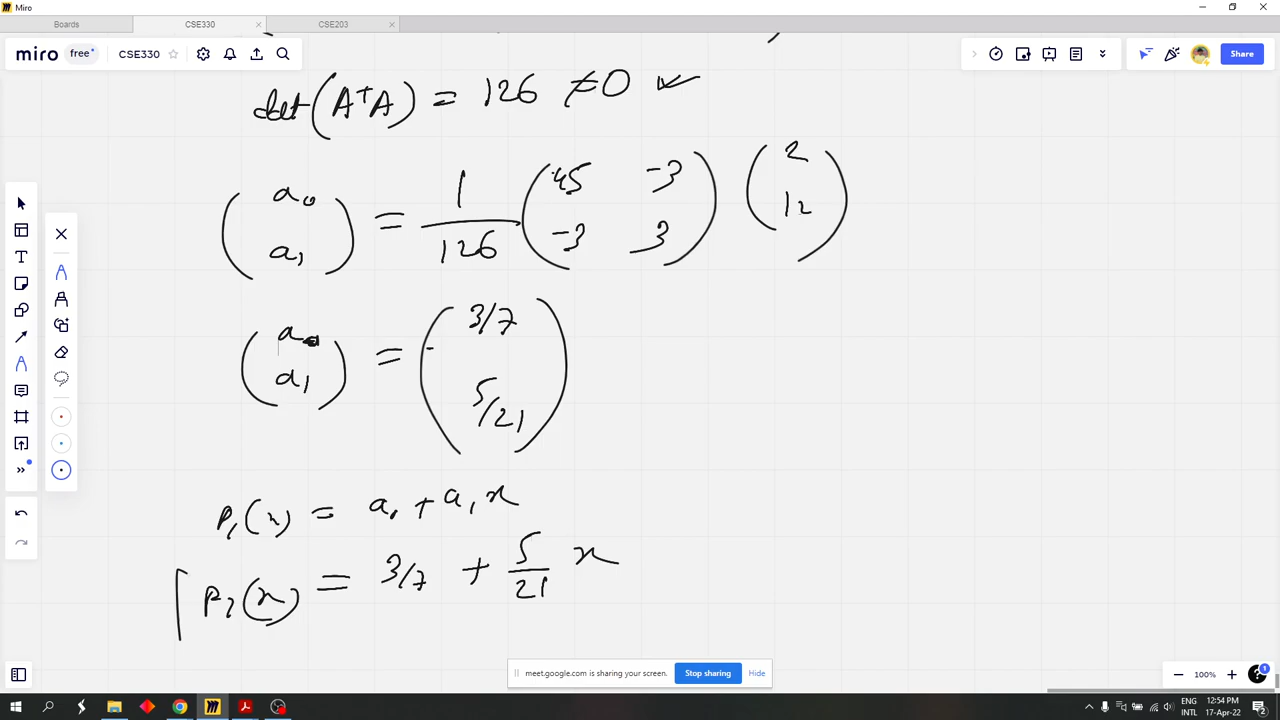 Miro
Boards CSE330 CSE203
miro free CSE330 Share
det(AᵀA) = 126 ≠ 0 ✓
(a₀ a₁) = 1/126 (45 -3 -3 3) (2 12)
(a₀ a₁) = (3/7 5/21)
P₁(x) = a₀ + a₁x
P₁(x) = 3/7 + 5/21 x
meet.google.com is sharing your screen. Stop sharing Hide
100%
ENG 12:54 PM
INTL 17-Apr-22